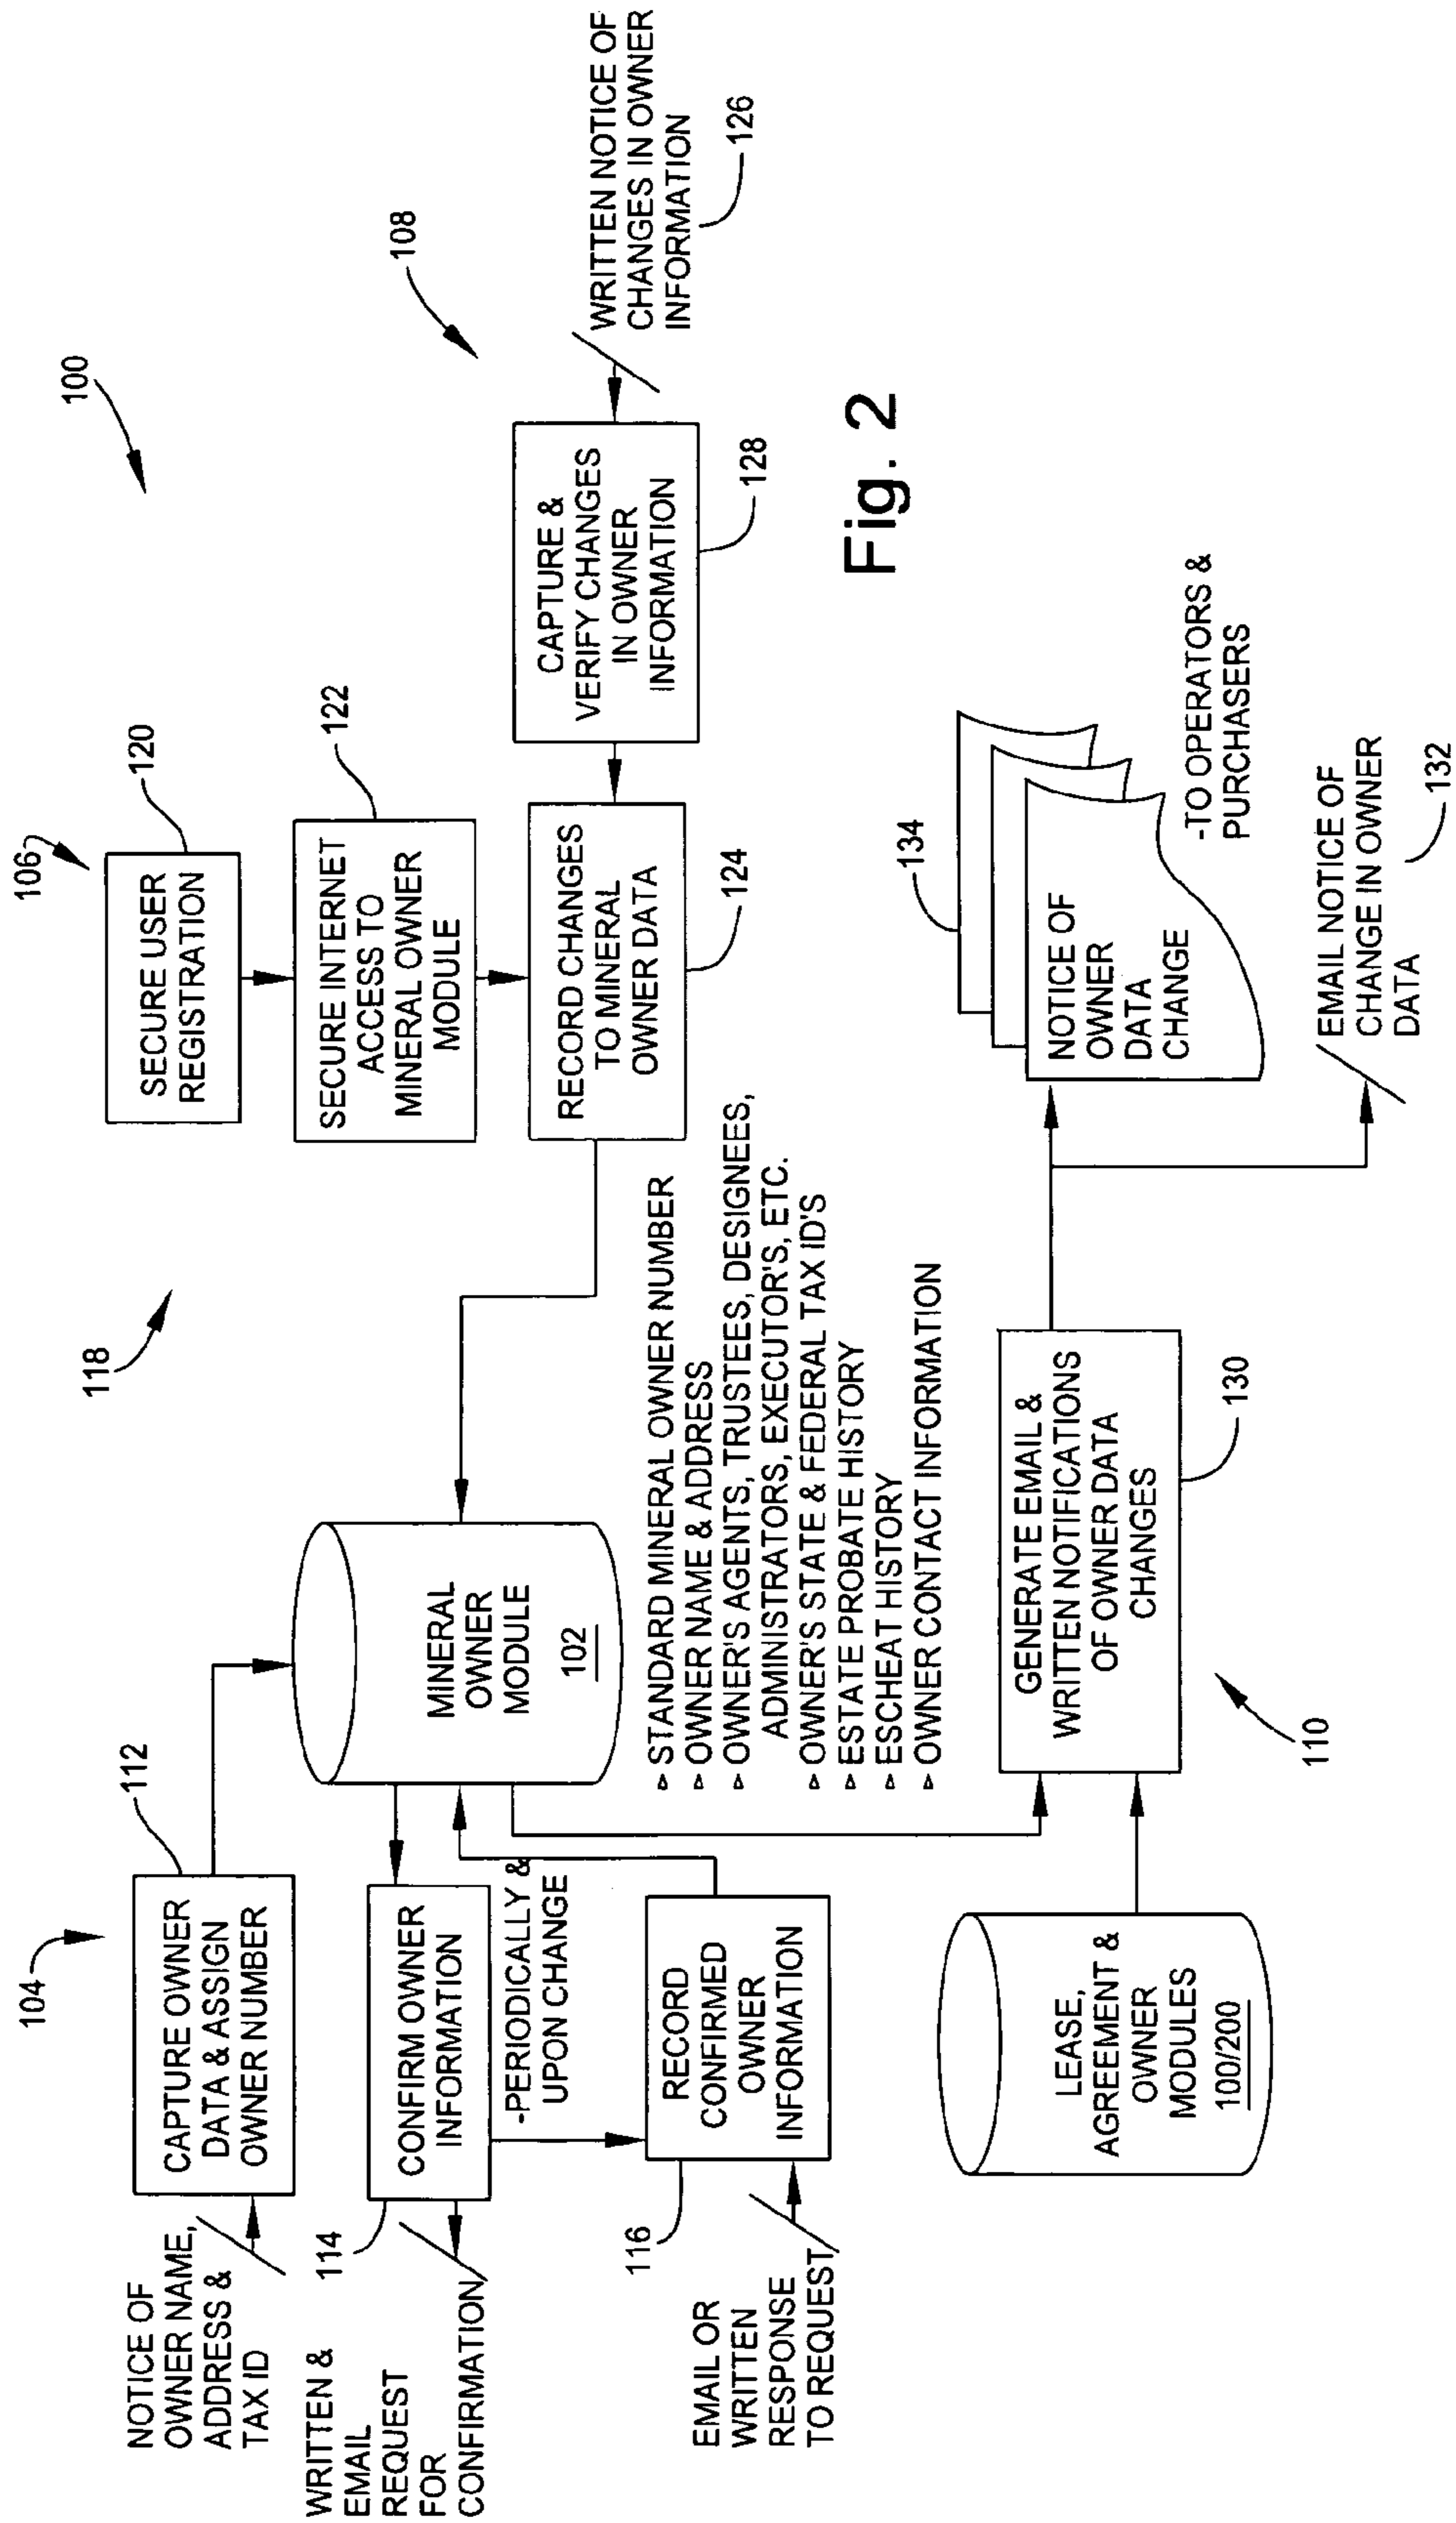 100
106
120
SECURE USER
REGISTRATION
118
122
SECURE INTERNET
ACCESS TO
MINERAL OWNER
MODULE
108
104
112
NOTICE OF
OWNER NAME,
ADDRESS &
TAX ID
CAPTURE OWNER
DATA & ASSIGN
OWNER NUMBER
MINERAL
OWNER
MODULE
102
RECORD CHANGES
TO MINERAL
OWNER DATA
124
CAPTURE &
VERIFY CHANGES
IN OWNER
INFORMATION
128
WRITTEN NOTICE OF
CHANGES IN OWNER
INFORMATION
126
114
WRITTEN &
EMAIL
REQUEST
FOR
CONFIRMATION
CONFIRM OWNER
INFORMATION
-PERIODICALLY &
UPON CHANGE
STANDARD MINERAL OWNER NUMBER
OWNER NAME & ADDRESS
OWNER'S AGENTS, TRUSTEES, DESIGNEES,
ADMINISTRATORS, EXECUTOR'S, ETC.
OWNER'S STATE & FEDERAL TAX ID'S
ESTATE PROBATE HISTORY
ESCHEAT HISTORY
OWNER CONTACT INFORMATION
116
EMAIL OR
WRITTEN
RESPONSE
TO REQUEST
RECORD
CONFIRMED
OWNER
INFORMATION
Fig. 2
LEASE,
AGREEMENT &
OWNER
MODULES
100/200
GENERATE EMAIL &
WRITTEN NOTIFICATIONS
OF OWNER DATA
CHANGES
130
110
134
NOTICE OF
OWNER
DATA
CHANGE
-TO OPERATORS &
PURCHASERS
EMAIL NOTICE OF
CHANGE IN OWNER
DATA
132